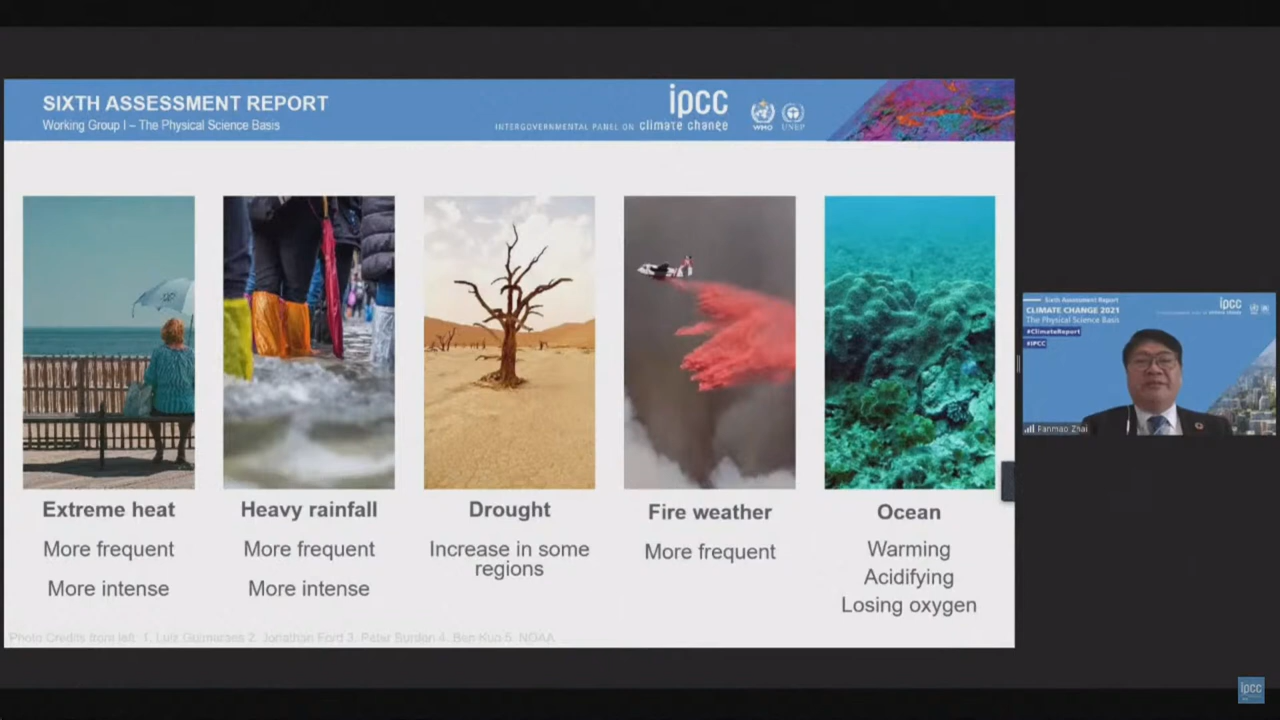 SIXTH ASSESSMENT REPORT
Working Group I – The Physical Science Basis
ipcc
INTERGOVERNMENTAL PANEL ON climate change
WMO
UNEP
Extreme heat
More frequent
More intense
Heavy rainfall
More frequent
More intense
Drought
Increase in some
regions
Fire weather
More frequent
Ocean
Warming
Acidifying
Losing oxygen
Photo Credits from left: 1. Luiz Guimaraes 2. Jonathan Ford 3. Peter Burdon 4. Ben Kuo 5. NOAA
Sixth Assessment Report
CLIMATE CHANGE 2021
The Physical Science Basis
#ClimateReport
#IPCC
ipcc
Panmao Zhai
ipcc